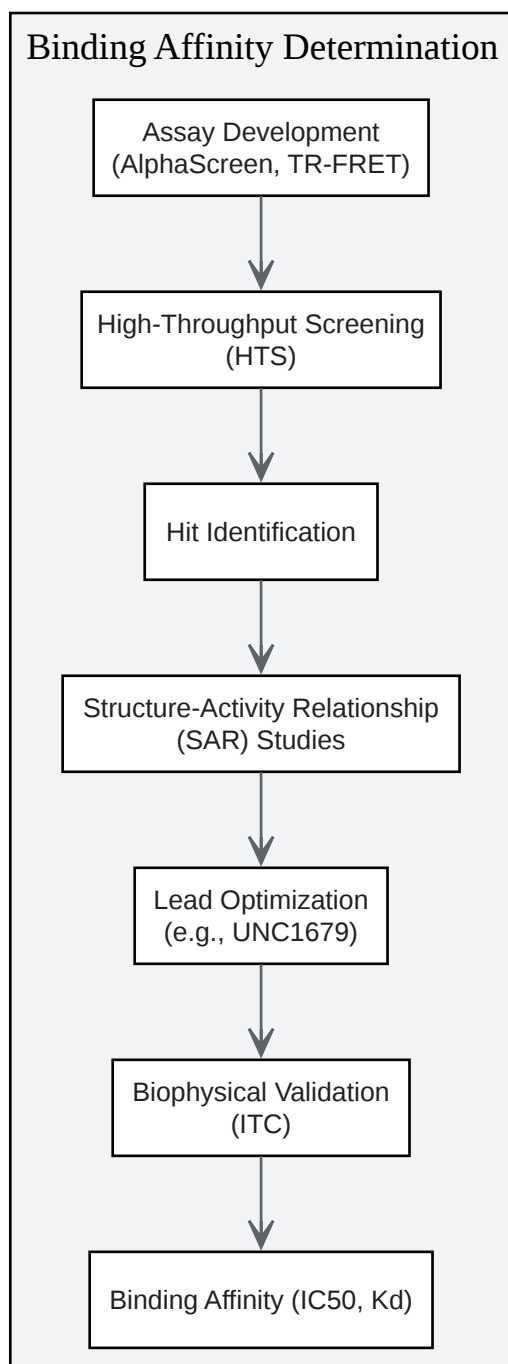 Binding Affinity Determination
Assay Development
(AlphaScreen, TR-FRET)
High-Throughput Screening
(HTS)
Hit Identification
Structure-Activity Relationship
(SAR) Studies
Lead Optimization
(e.g., UNC1679)
Biophysical Validation
(ITC)
Binding Affinity (IC50, Kd)